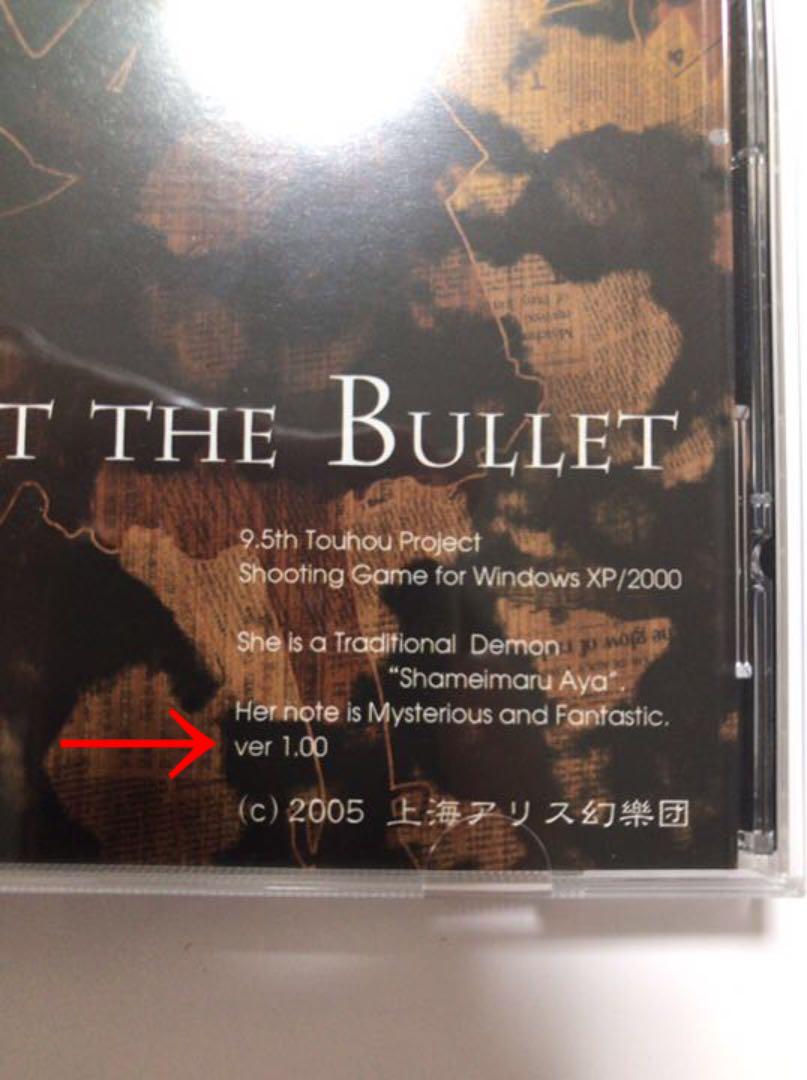 T THE BULLET
9.5th Touhou Project
Shooting Game for Windows XP/2000
She is a Traditional Demon
“Shameimaru Aya”.
Her note is Mysterious and Fantastic.
ver 1.00
(c) 2005 上海アリス幻樂団